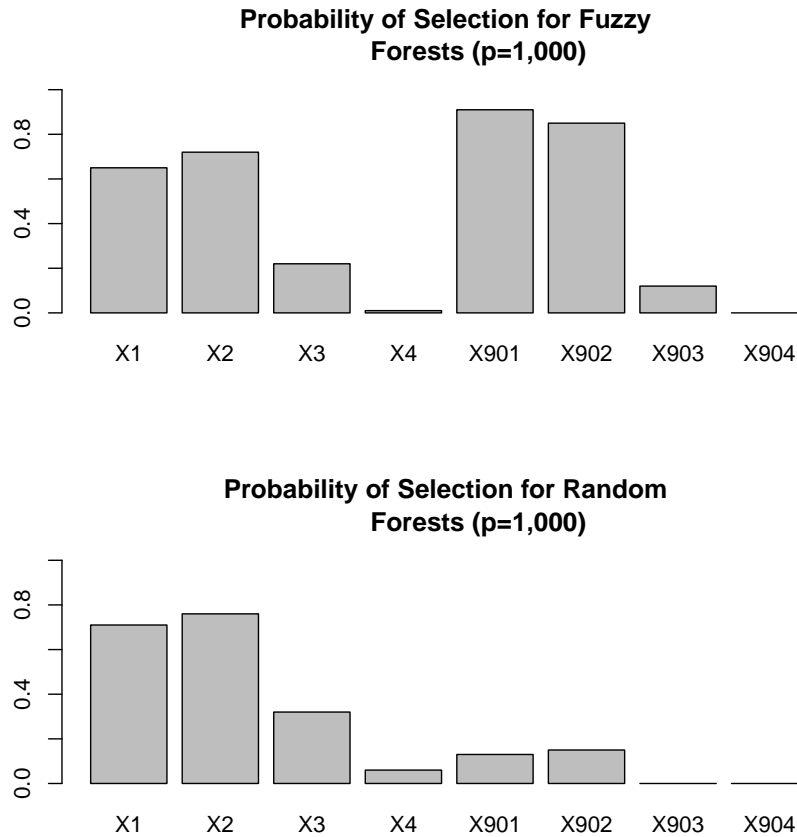 Probability of Selection for Fuzzy
Forests (p=1,000)
0.8
0.4
0.0
X1 X2 X3 X4 X901 X902 X903 X904
Probability of Selection for Random
Forests (p=1,000)
0.8
0.4
0.0
X1 X2 X3 X4 X901 X902 X903 X904